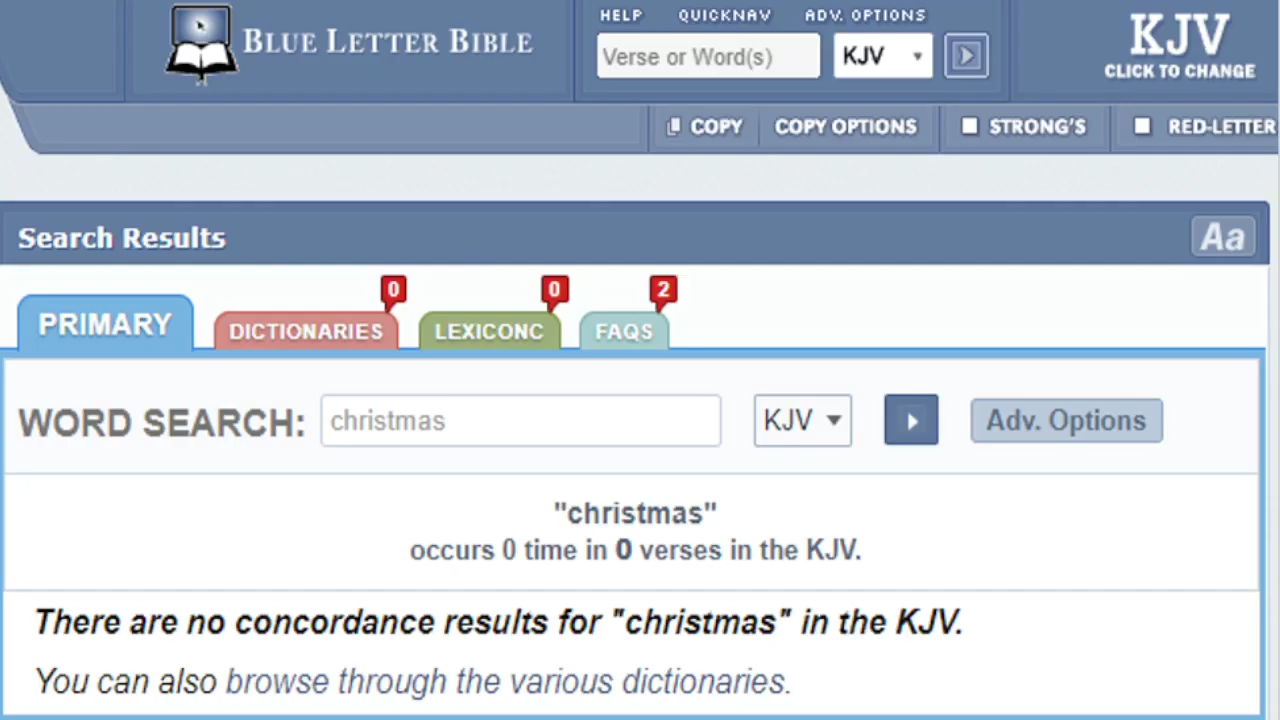 HELP QUICKNAV ADV. OPTIONS
BLUE LETTER BIBLE
Verse or Word(s) KJV
KJV
CLICK TO CHANGE
COPY COPY OPTIONS STRONG'S RED-LETTER
Search Results Aa
0 0 2
PRIMARY DICTIONARIES LEXICONC FAQS
WORD SEARCH: christmas KJV Adv. Options
"christmas"
occurs 0 time in 0 verses in the KJV.
There are no concordance results for "christmas" in the KJV.
You can also browse through the various dictionaries.